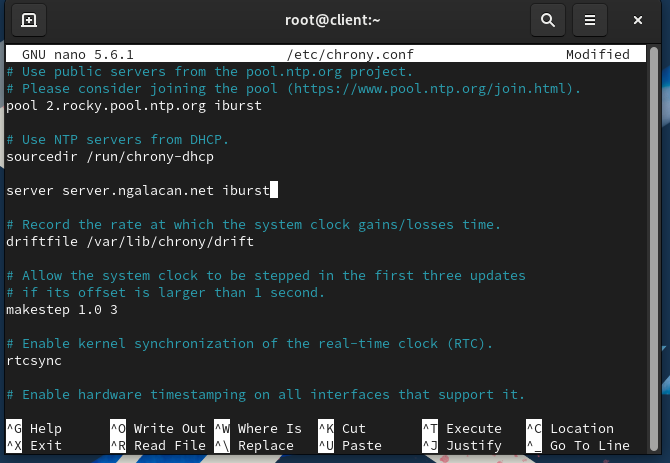 root@client:~
GNU nano 5.6.1 /etc/chrony.conf Modified
# Use public servers from the pool.ntp.org project.
# Please consider joining the pool (https://www.pool.ntp.org/join.html).
pool 2.rocky.pool.ntp.org iburst
# Use NTP servers from DHCP.
sourcedir /run/chrony-dhcp
server server.ngalacan.net iburst
# Record the rate at which the system clock gains/losses time.
driftfile /var/lib/chrony/drift
# Allow the system clock to be stepped in the first three updates
# if its offset is larger than 1 second.
makestep 1.0 3
# Enable kernel synchronization of the real-time clock (RTC).
rtcsync
# Enable hardware timestamping on all interfaces that support it.
^G Help ^O Write Out ^W Where Is ^K Cut ^T Execute ^C Location
^X Exit ^R Read File ^\ Replace ^U Paste ^J Justify ^_ Go To Line